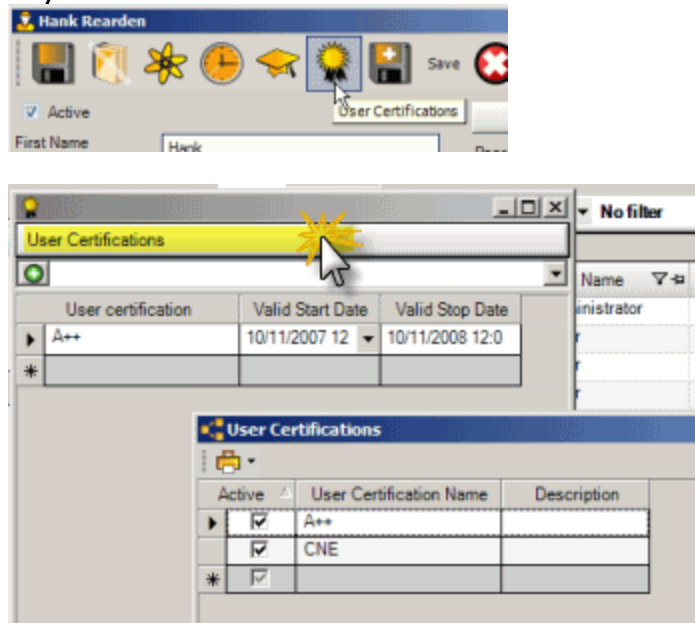 Hank Rearden
Save
Active
User Certifications
First Name
Hank
No filter
User Certifications
Name
User certification Valid Start Date Valid Stop Date
A++ 10/11/2007 12 10/11/2008 12:0
User Certifications
Active User Certification Name Description
A++
CNE